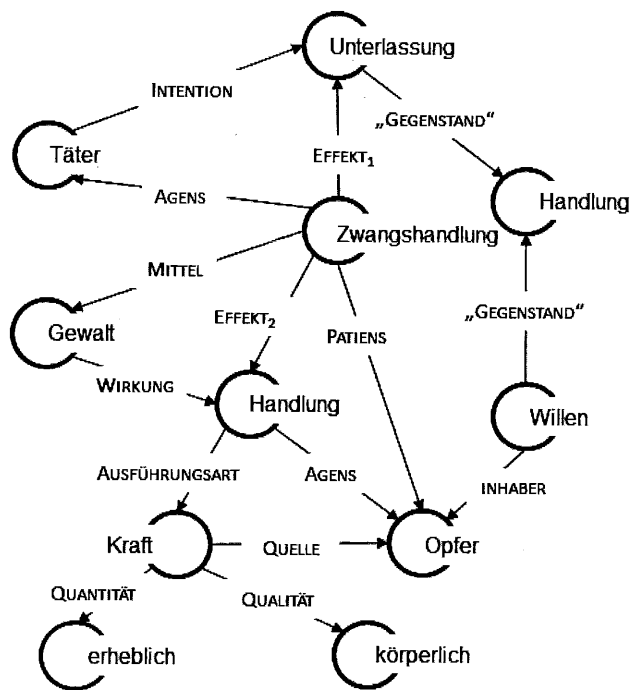 Unterlassung
INTENTION
„GEGENSTAND“
Täter
EFFEKT1
AGENS
Handlung
Zwangshandlung
MITTEL
„GEGENSTAND“
EFFEKT2
PATIENS
Gewalt
WIRKUNG
Handlung
Willen
AUSFÜHRUNGSART
AGENS
INHABER
Kraft
QUELLE
Opfer
QUANTITÄT
QUALITÄT
erheblich
körperlich